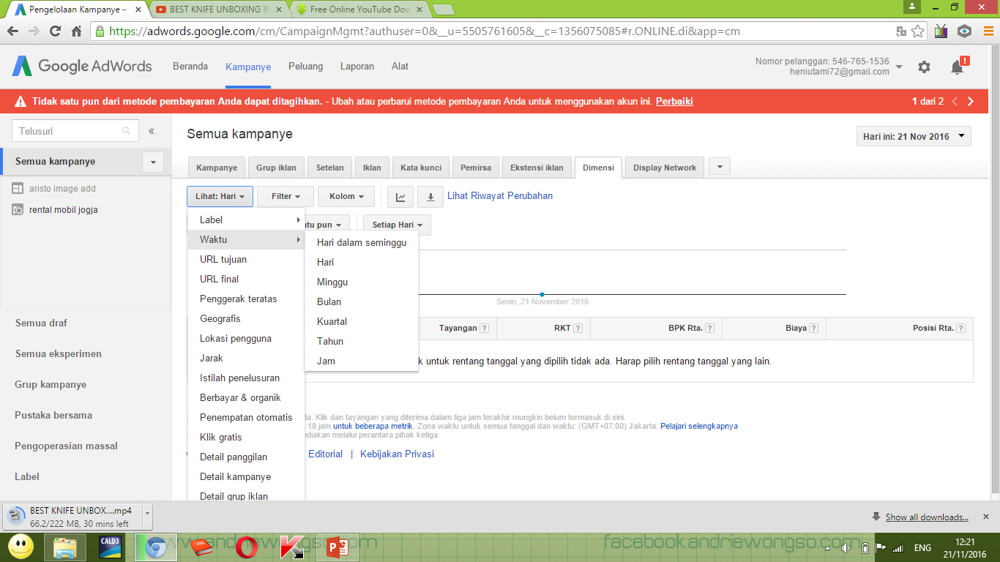 Pengelolaan Kampanye –
BEST KNIFE UNBOXING IN
Free Online YouTube Dow
https://adwords.google.com/cm/CampaignMgmt?authuser=0&__u=5505761605&__c=1356075085#r.ONLINE.di&app=cm
Google AdWords
Beranda
Kampanye
Peluang
Laporan
Alat
Nomor pelanggan: 546-765-1536
heniutami72@gmail.com
!
Tidak satu pun dari metode pembayaran Anda dapat ditagihkan. - Ubah atau perbarui metode pembayaran Anda untuk menggunakan akun ini. Perbaiki
1 dari 2
Telusuri
«
Semua kampanye
Hari ini: 21 Nov 2016
Semua kampanye
aristo image add
rental mobil jogja
Semua draf
Semua eksperimen
Grup kampanye
Pustaka bersama
Pengoperasian massal
Label
Kampanye
Grup iklan
Setelan
Iklan
Kata kunci
Pemirsa
Ekstensi iklan
Dimensi
Display Network
Lihat: Hari
Filter
Kolom
Lihat Riwayat Perubahan
tu pun
Setiap Hari
Label
Waktu
URL tujuan
URL final
Penggerak teratas
Geografis
Lokasi pengguna
Jarak
Istilah penelusuran
Berbayar & organik
Penempatan otomatis
Klik gratis
Detail panggilan
Detail kampanye
Detail grup iklan
Hari dalam seminggu
Hari
Minggu
Bulan
Kuartal
Tahun
Jam
Senin, 21 November 2016
Tayangan ?
RKT ?
BPK Rta. ?
Biaya ?
Posisi Rta. ?
k untuk rentang tanggal yang dipilih tidak ada. Harap pilih rentang tanggal yang lain.
da. Klik dan tayangan yang diterima dalam tiga jam terakhir mungkin belum termasuk di sini.
18 jam untuk beberapa metrik. Zona waktu untuk semua tanggal dan waktu: (GMT+07:00) Jakarta. Pelajari selengkapnya
ediakan melalui perantara pihak ketiga.
Editorial | Kebijakan Privasi
BEST KNIFE UNBOX....mp4
66.2/222 MB, 30 mins left
Show all downloads...
CALD3
www.andriewongso.com
facebook.andriewongso.com
ENG
12:21
21/11/2016